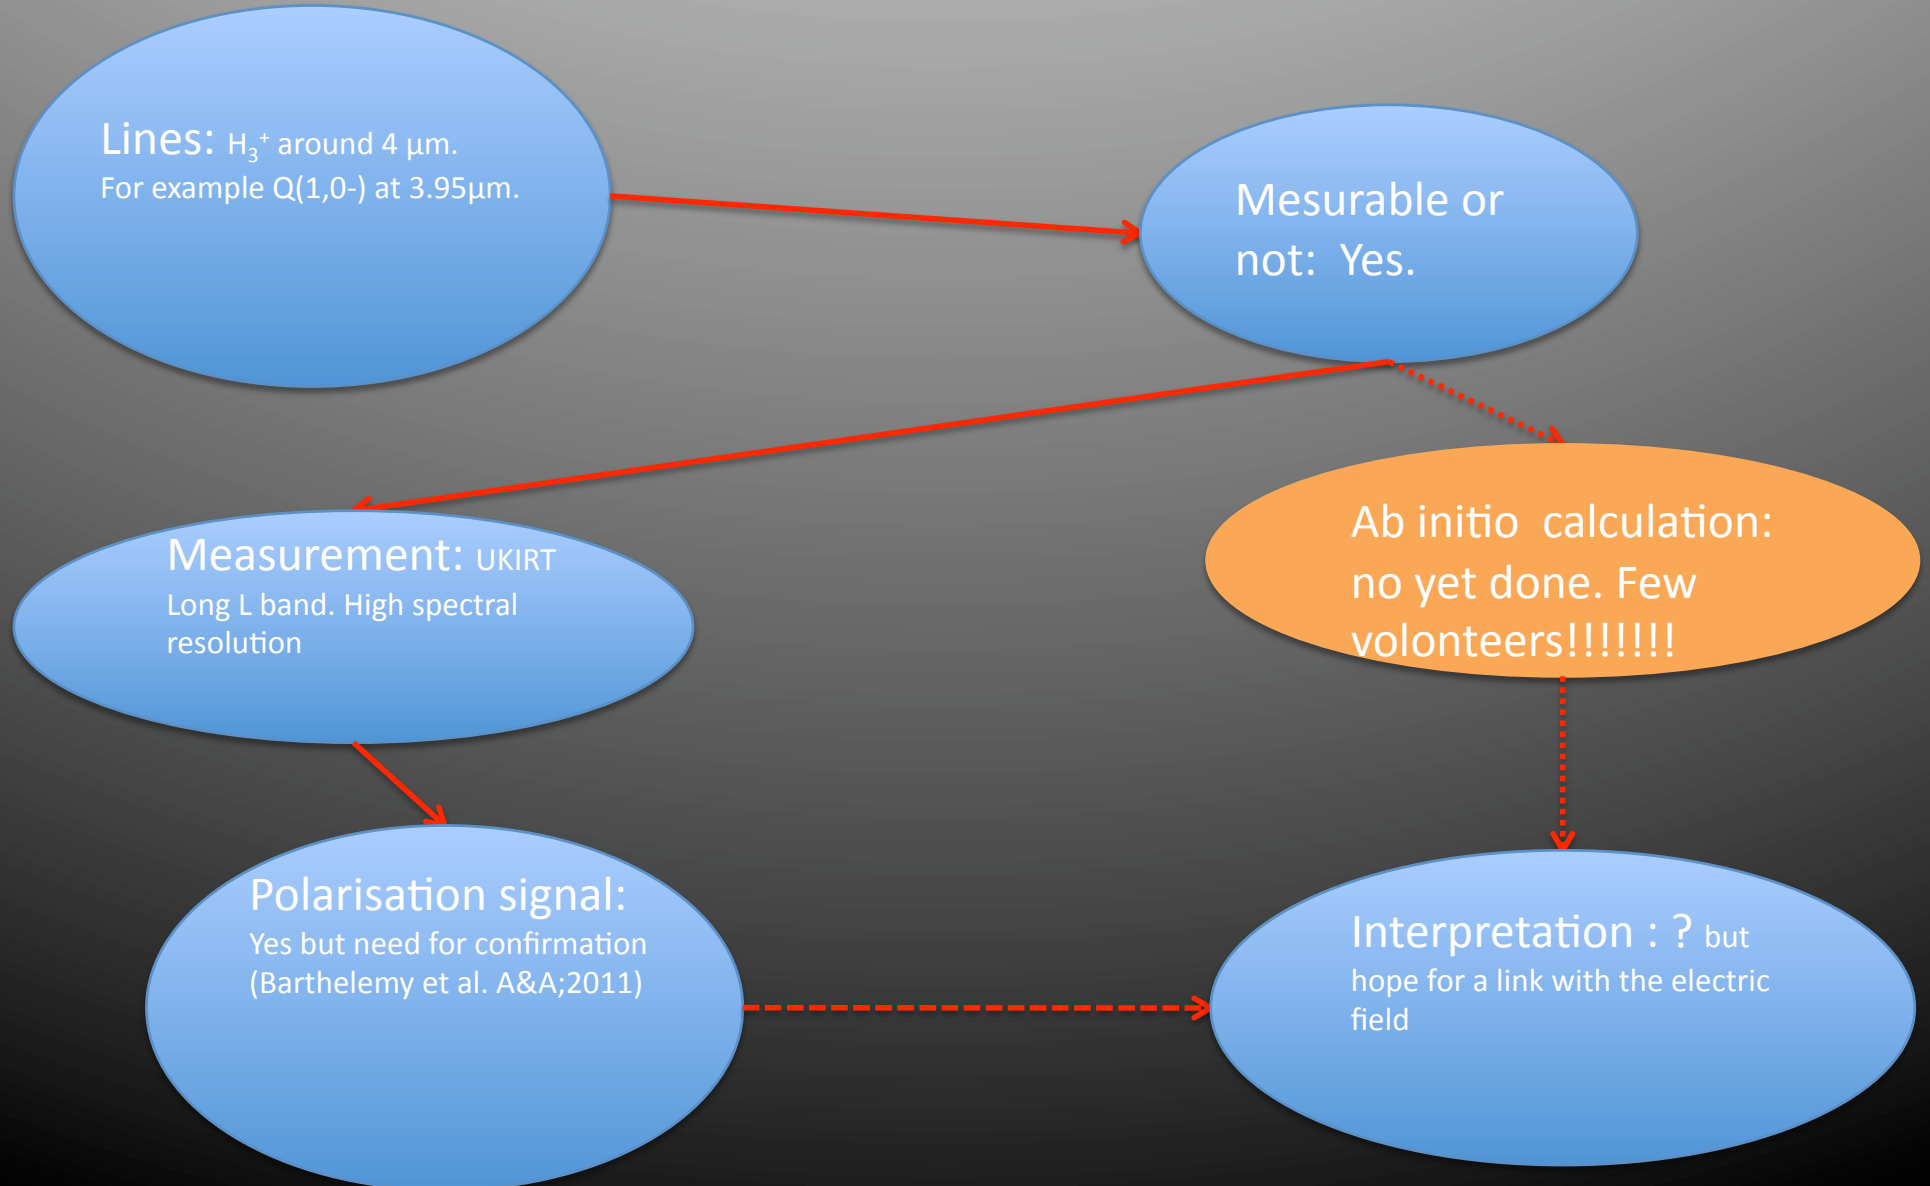 Lines: H₃⁺ around 4 μm.
For example Q(1,0-) at 3.95μm.
Mesurable or
not:  Yes.
Measurement: UKIRT
Long L band. High spectral
resolution
Ab initio  calculation:
no yet done. Few
volonteers!!!!!!!
Polarisation signal:
Yes but need for confirmation
(Barthelemy et al. A&A;2011)
Interpretation : ? but
hope for a link with the electric
field